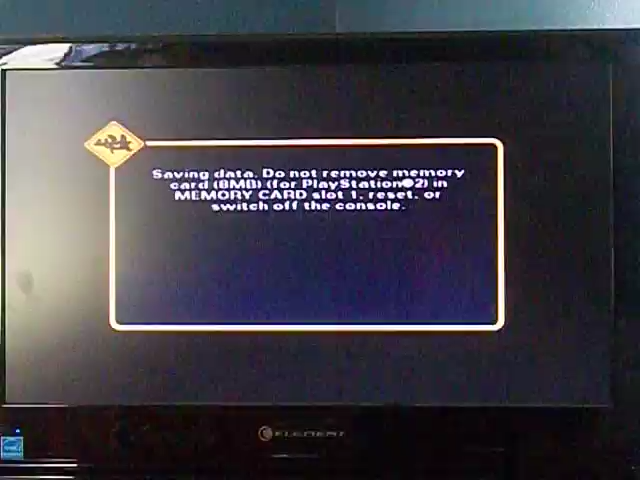 Saving data. Do not remove memory
card (8MB) (for PlayStation®2) in
MEMORY CARD slot 1, reset, or
switch off the console.
ELEMENT